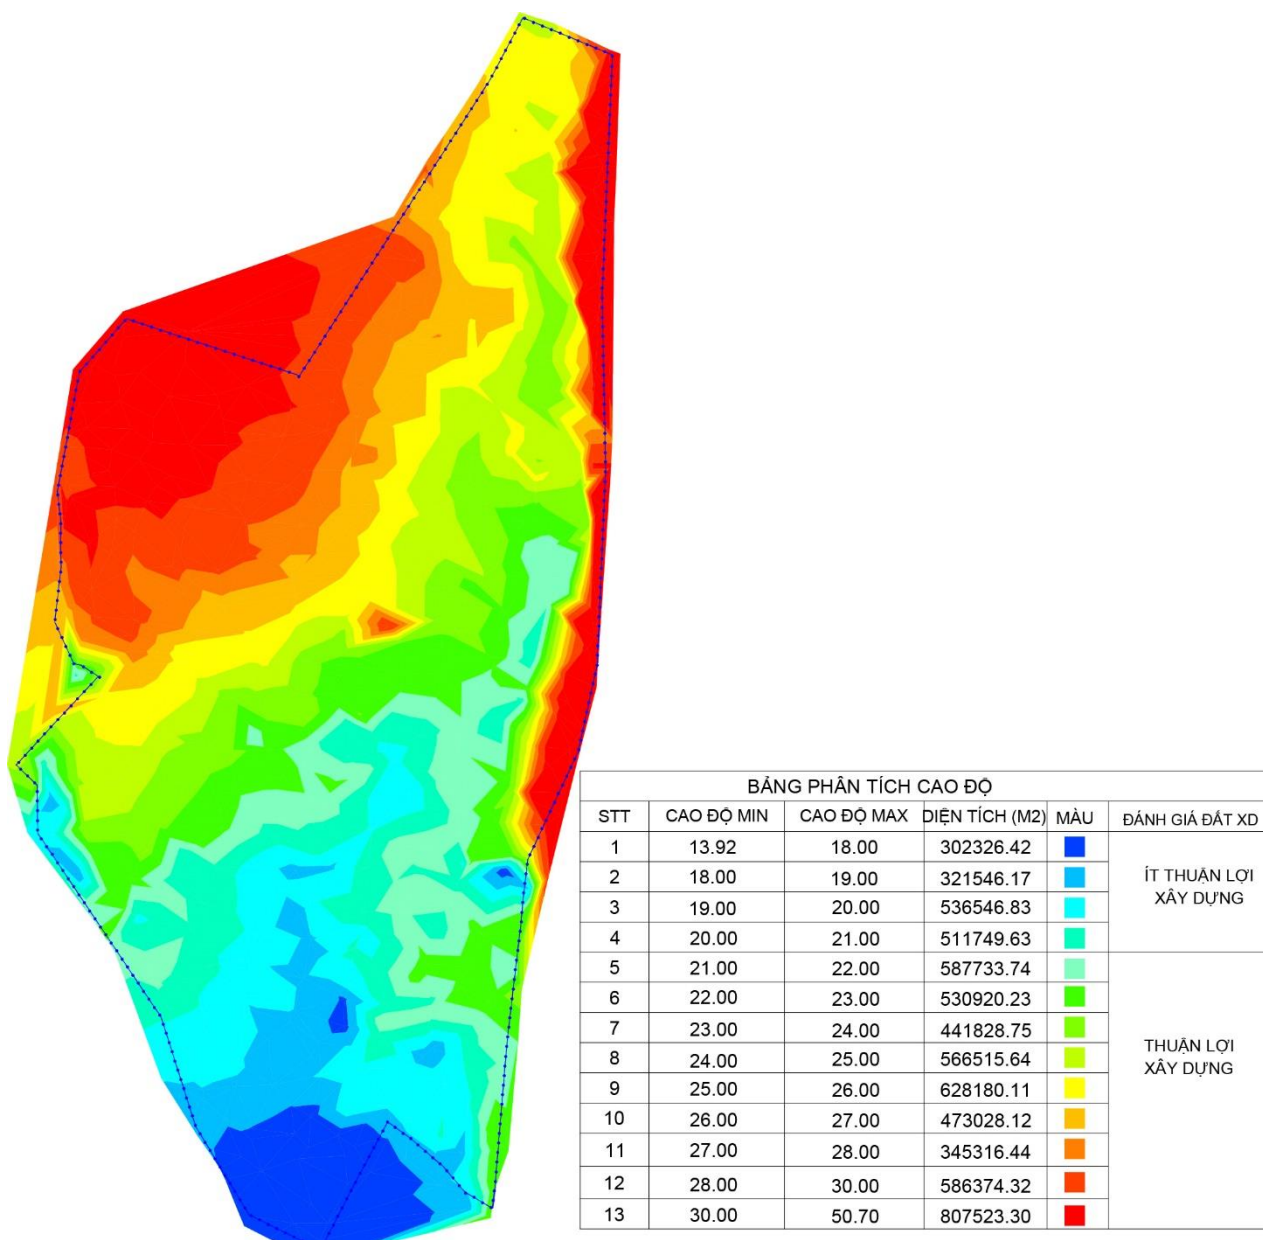 BẢNG PHÂN TÍCH CAO ĐỘ
STT CAO ĐỘ MIN CAO ĐỘ MAX DIỆN TÍCH (M2) MÀU ĐÁNH GIÁ ĐẤT XD
1 13.92 18.00 302326.42
2 18.00 19.00 321546.17
3 19.00 20.00 536546.83
4 20.00 21.00 511749.63
ÍT THUẬN LỢI
XÂY DỰNG
5 21.00 22.00 587733.74
6 22.00 23.00 530920.23
7 23.00 24.00 441828.75
8 24.00 25.00 566515.64
9 25.00 26.00 628180.11
10 26.00 27.00 473028.12
11 27.00 28.00 345316.44
12 28.00 30.00 586374.32
13 30.00 50.70 807523.30
THUẬN LỢI
XÂY DỰNG